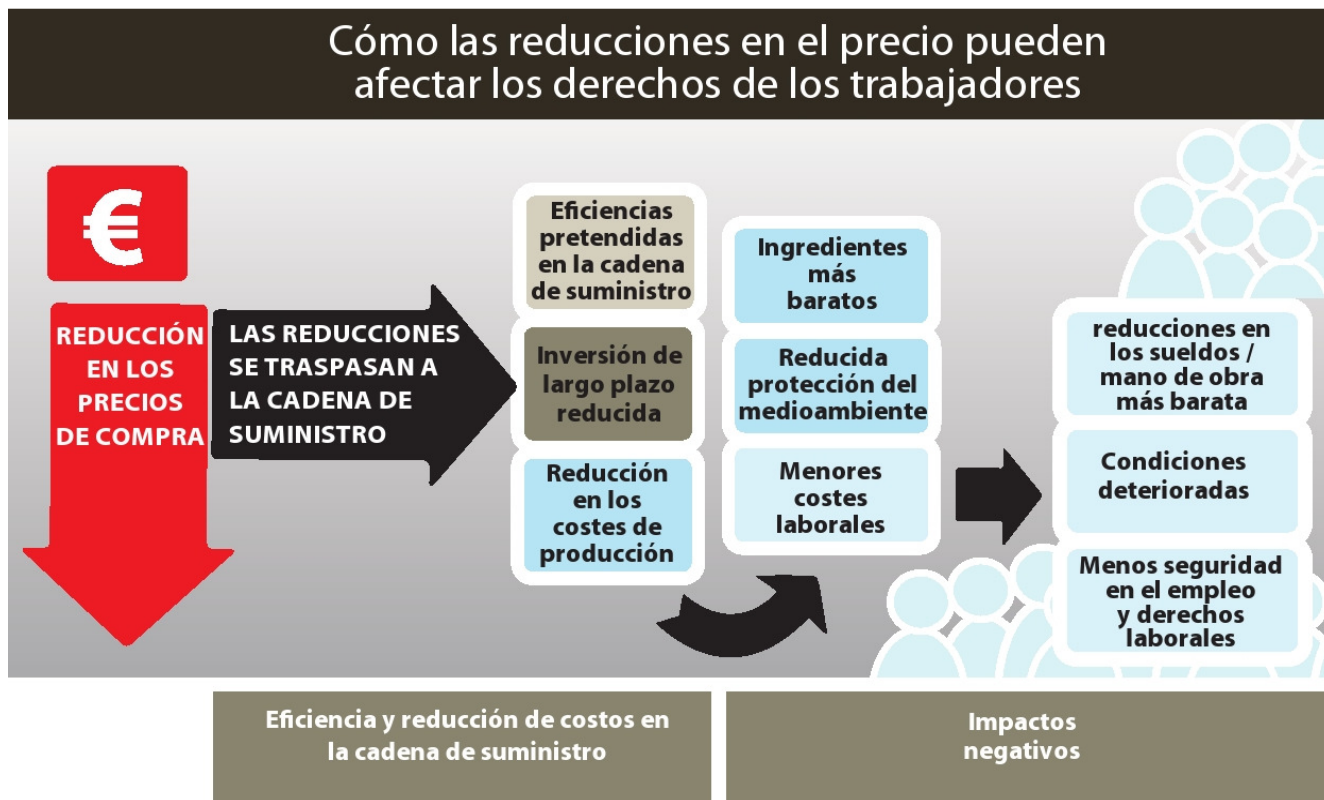 Cómo las reducciones en el precio pueden
afectar los derechos de los trabajadores
€
REDUCCIÓN
EN LOS
PRECIOS
DE COMPRA
LAS REDUCCIONES
SE TRASPASAN A
LA CADENA DE
SUMINISTRO
Eficiencias
pretendidas
en la cadena
de suministro
Inversión de
largo plazo
reducida
Reducción
en los
costes de
producción
Ingredientes
más
baratos
Reducida
protección del
medioambiente
Menores
costes
laborales
reducciones en
los sueldos /
mano de obra
más barata
Condiciones
deterioradas
Menos seguridad
en el empleo
y derechos
laborales
Eficiencia y reducción de costos en
la cadena de suministro
Impactos
negativos